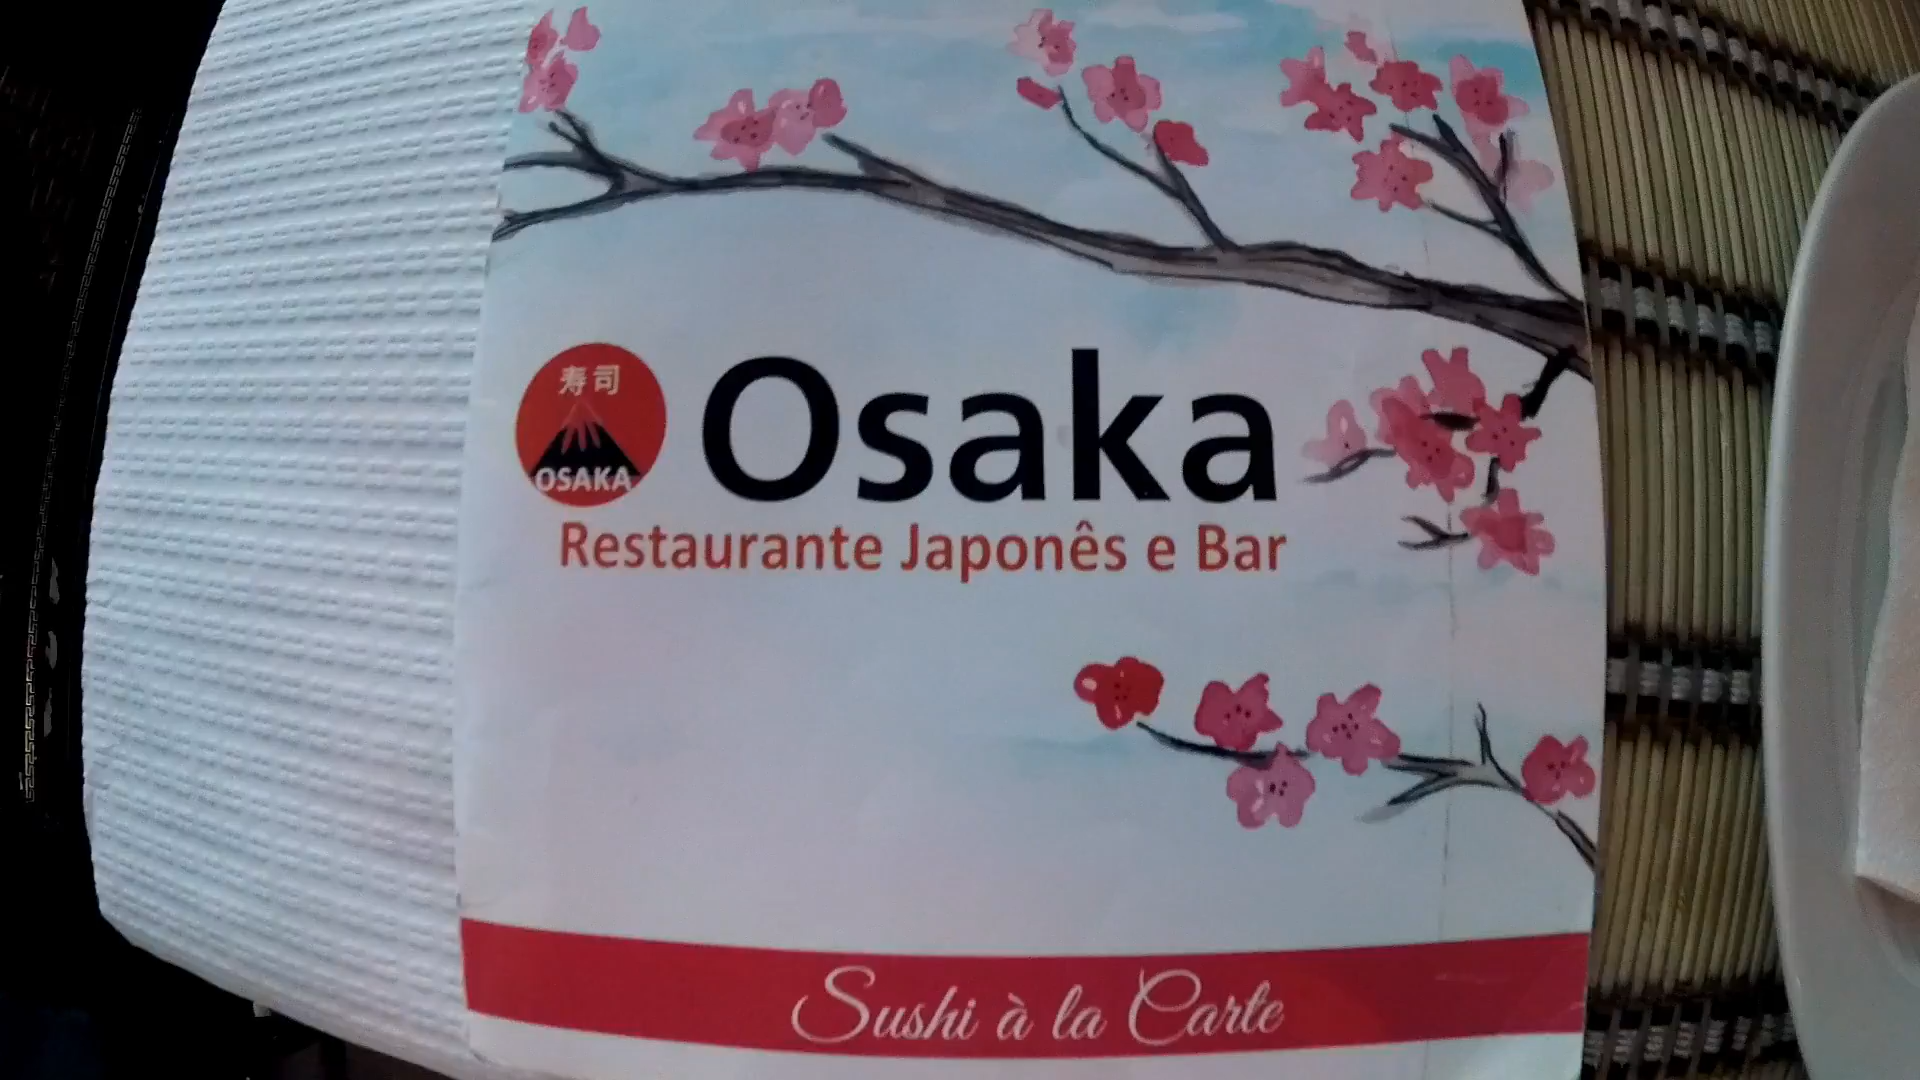 寿司
OSAKA
Osaka
Restaurante Japonês e Bar
Sushi à la Carte